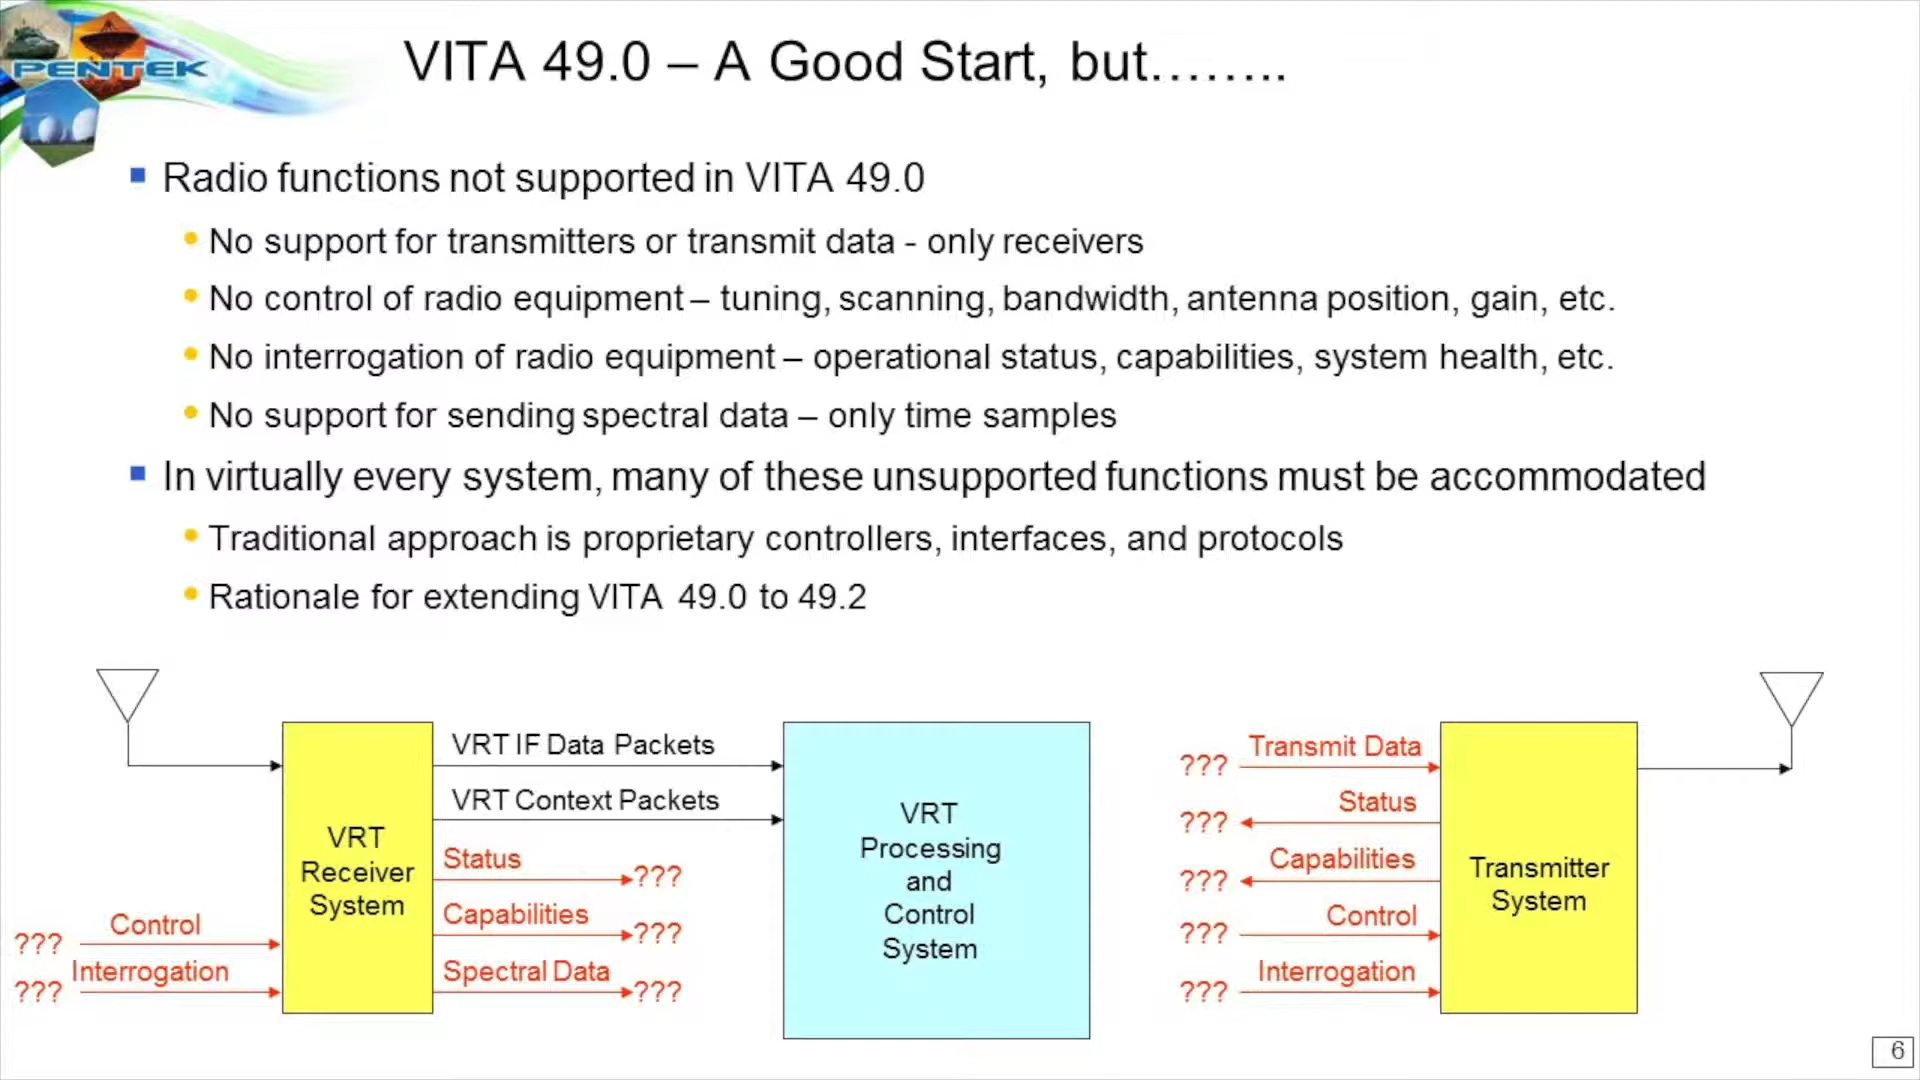 PENTEK
VITA 49.0 – A Good Start, but……..
Radio functions not supported in VITA 49.0
No support for transmitters or transmit data - only receivers
No control of radio equipment – tuning, scanning, bandwidth, antenna position, gain, etc.
No interrogation of radio equipment – operational status, capabilities, system health, etc.
No support for sending spectral data – only time samples
In virtually every system, many of these unsupported functions must be accommodated
Traditional approach is proprietary controllers, interfaces, and protocols
Rationale for extending VITA 49.0 to 49.2
??? Control
??? Interrogation
VRT
Receiver
System
VRT IF Data Packets
VRT Context Packets
Status ???
Capabilities ???
Spectral Data ???
VRT
Processing
and
Control
System
??? Transmit Data
??? Status
??? Capabilities
??? Control
??? Interrogation
Transmitter
System
6